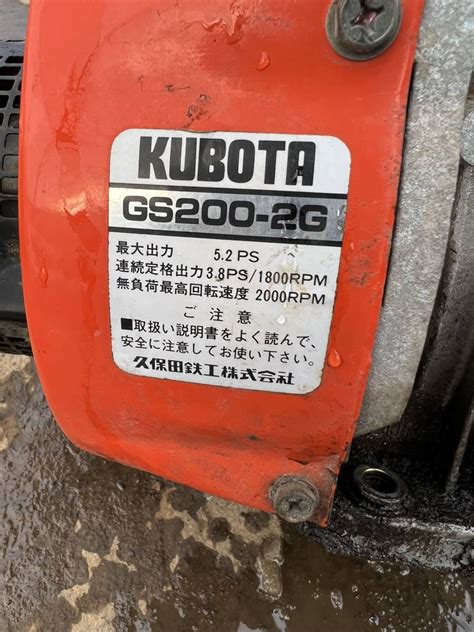 KUBOTA
GS200-2G
最大出力 5.2 PS
連続定格出力 3.8PS/1800RPM
無負荷最高回転速度 2000RPM
ご注意
■取扱い説明書をよく読んで、
安全に注意してお使い下さい。
久保田鉄工株式会社